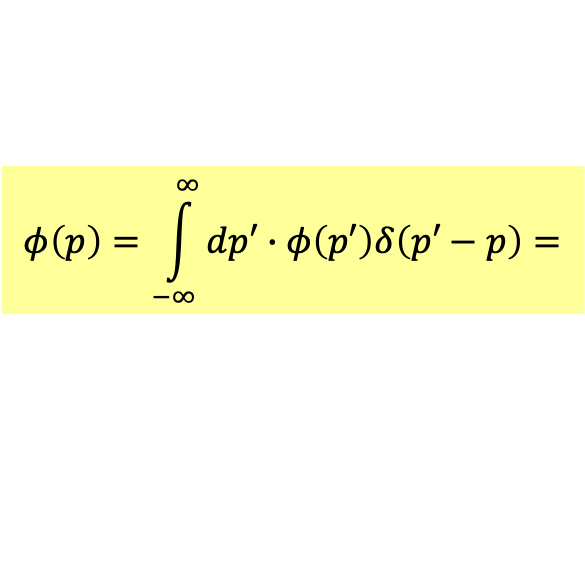 ϕ(p) = ∫_{-∞}^{∞} dp′ · ϕ(p′)δ(p′ − p) =